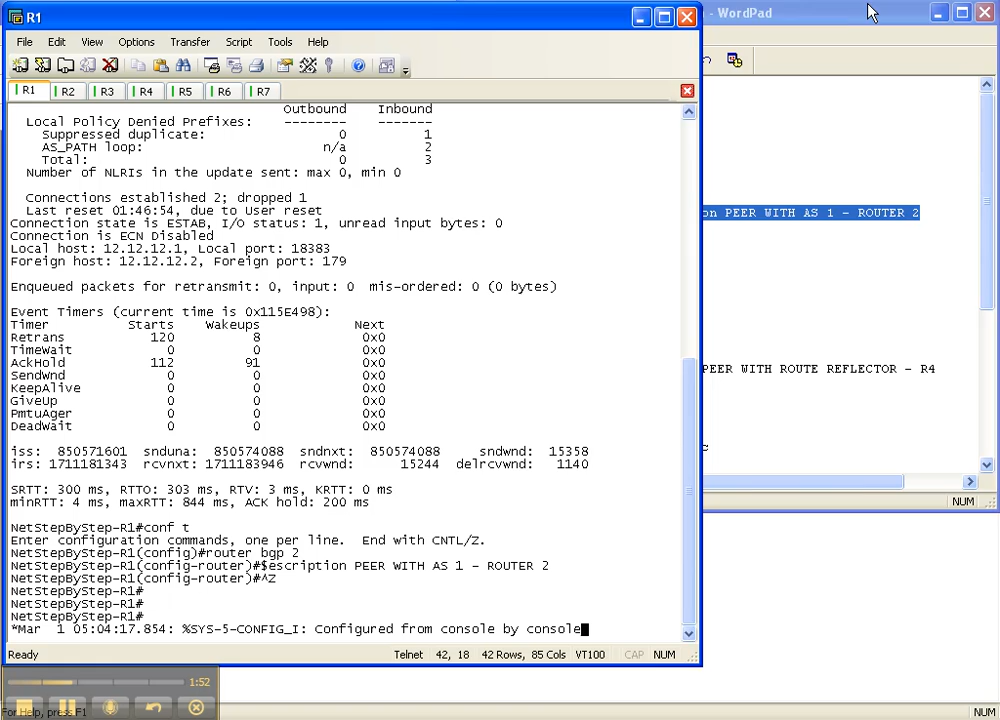 R1
- WordPad
File Edit View Options Transfer Script Tools Help
R1 R2 R3 R4 R5 R6 R7
Outbound Inbound
Local Policy Denied Prefixes: -------- -------
Suppressed duplicate: 0 1
AS_PATH loop: n/a 2
Total: 0 3
Number of NLRIs in the update sent: max 0, min 0
Connections established 2; dropped 1
Last reset 01:46:54, due to User reset
Connection state is ESTAB, I/O status: 1, unread input bytes: 0
Connection is ECN Disabled
Local host: 12.12.12.1, Local port: 18383
Foreign host: 12.12.12.2, Foreign port: 179
Enqueued packets for retransmit: 0, input: 0 mis-ordered: 0 (0 bytes)
Event Timers (current time is 0x115E498):
Timer Starts Wakeups Next
Retrans 120 8 0x0
TimeWait 0 0 0x0
AckHold 112 91 0x0
SendWnd 0 0 0x0
KeepAlive 0 0 0x0
GiveUp 0 0 0x0
PmtuAger 0 0 0x0
DeadWait 0 0 0x0
iss: 850571601 snduna: 850574088 sndnxt: 850574088 sndwnd: 15358
irs: 1711181343 rcvnxt: 1711183946 rcvwnd: 15244 delrcvwnd: 1140
SRTT: 300 ms, RTTO: 303 ms, RTV: 3 ms, KRTT: 0 ms
minRTT: 4 ms, maxRTT: 844 ms, ACK hold: 200 ms
NetStepByStep-R1#conf t
Enter configuration commands, one per line. End with CNTL/Z.
NetStepByStep-R1(config)#router bgp 2
NetStepByStep-R1(config-router)#$escription PEER WITH AS 1 - ROUTER 2
NetStepByStep-R1(config-router)#^Z
NetStepByStep-R1#
NetStepByStep-R1#
NetStepByStep-R1#
*Mar 1 05:04:17.854: %SYS-5-CONFIG_I: Configured from console by console
Ready Telnet 42, 18 42 Rows, 85 Cols VT100 CAP NUM
on PEER WITH AS 1 - ROUTER 2
PEER WITH ROUTE REFLECTOR - R4
c
NUM
1:52
For Help, press F1
NUM